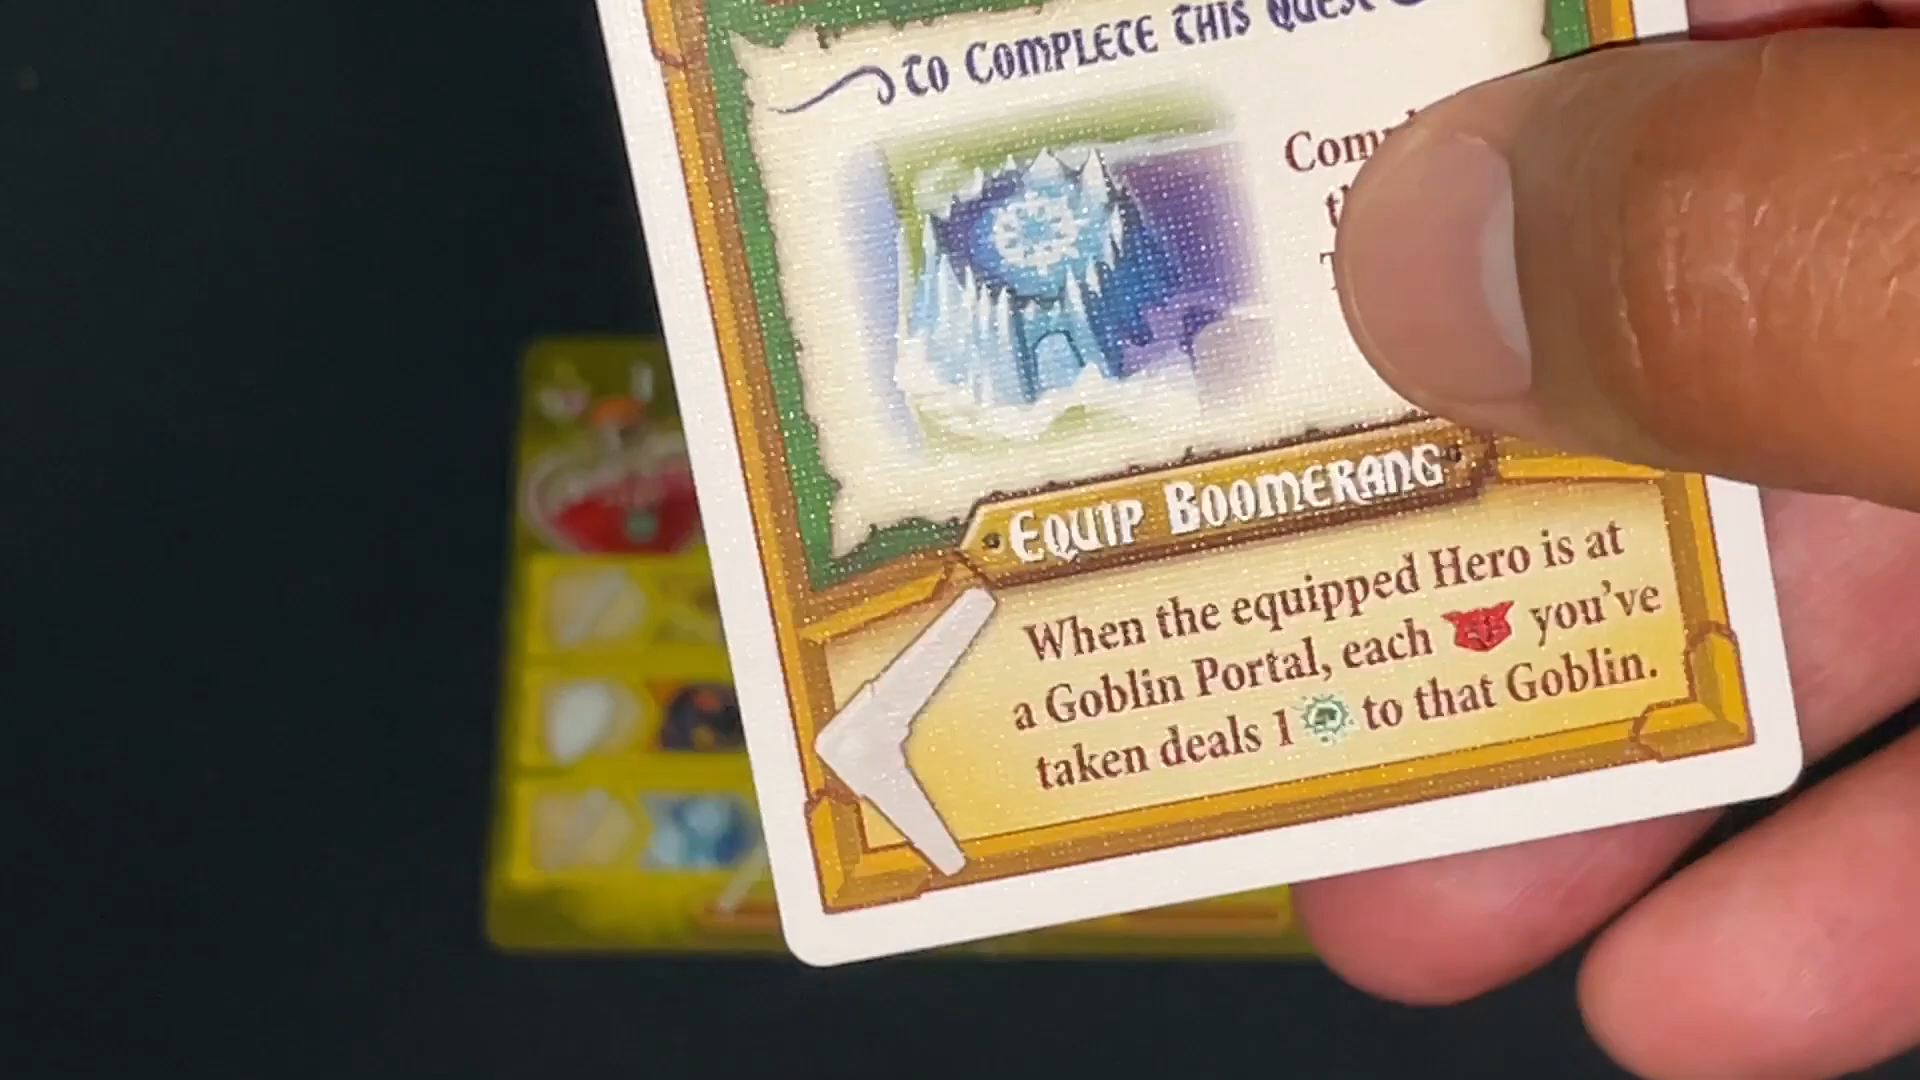 TO COMPLETE THIS QUEST
EQUIP BOOMERANG
When the equipped Hero is at
a Goblin Portal, each you've
taken deals 1 to that Goblin.